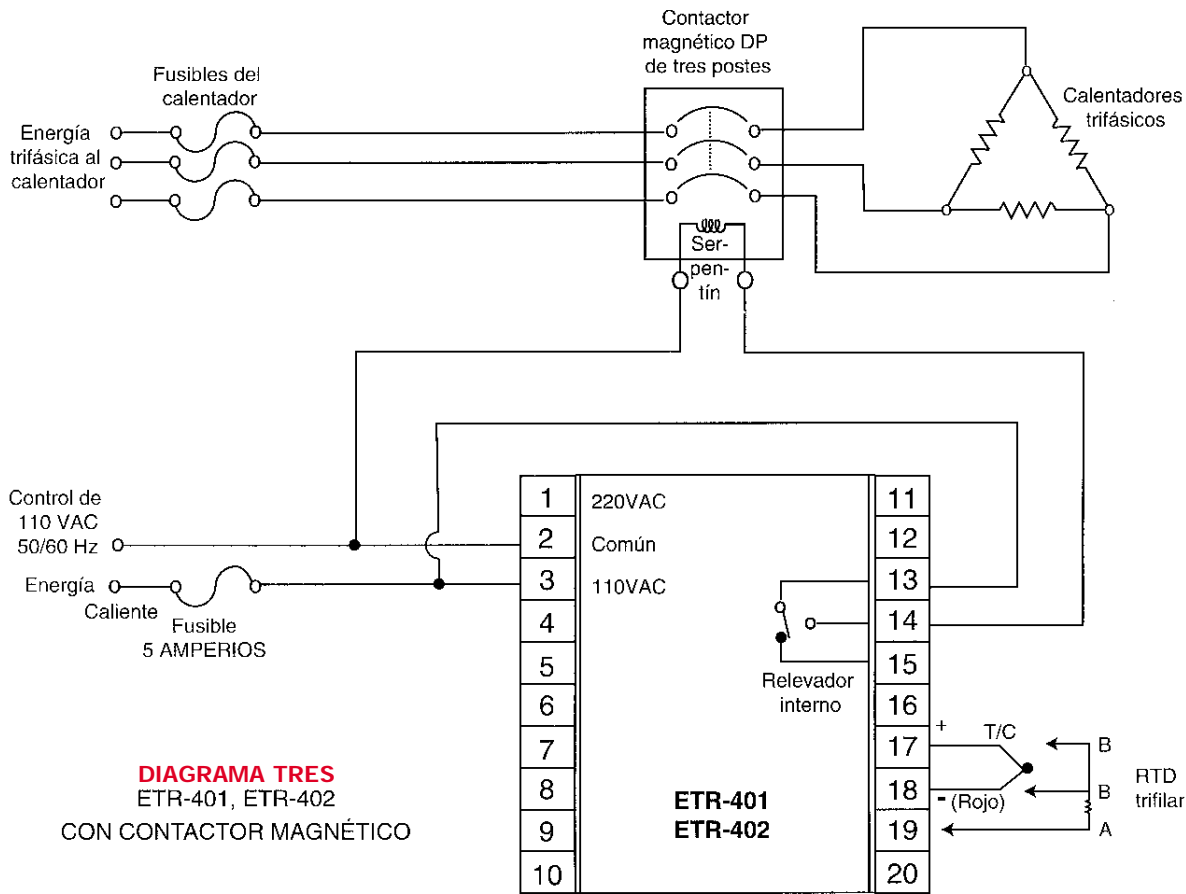 Contactor
magnético DP
de tres postes
Fusibles del
calentador
Energía
trifásica al
calentador
Calentadores
trifásicos
Ser-
pen-
tín
Control de
110 VAC
50/60 Hz
Energía
Caliente
Fusible
5 AMPERIOS
1 220VAC
2 Común
3 110VAC
4
5
6
7
8
9
10
11
12
13
14
15
16
17
18
19
20
Relevador
interno
ETR-401
ETR-402
+
T/C
- (Rojo)
B
B
A
RTD
trifilar
DIAGRAMA TRES
ETR-401, ETR-402
CON CONTACTOR MAGNÉTICO